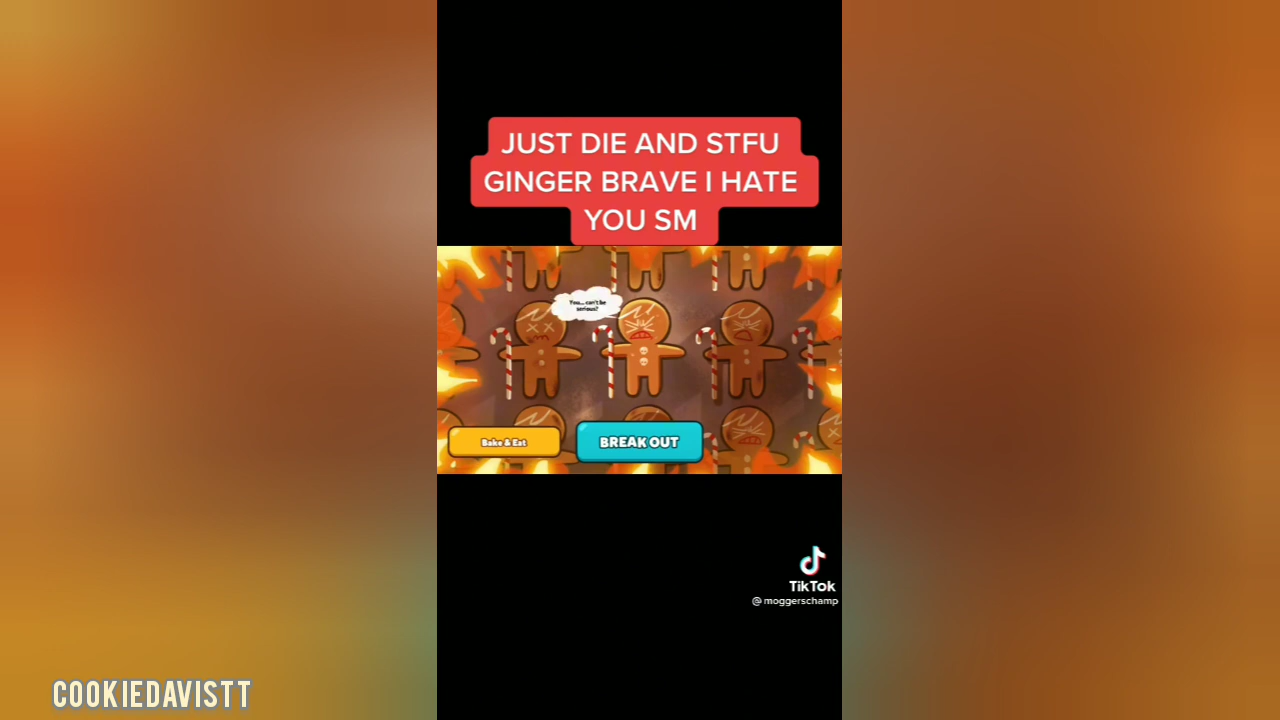 JUST DIE AND STFU
GINGER BRAVE I HATE
YOU SM
You... can't be
serious?
Bake & Eat
BREAK OUT
TikTok
@ moggerschamp
COOKIEDAVISTT